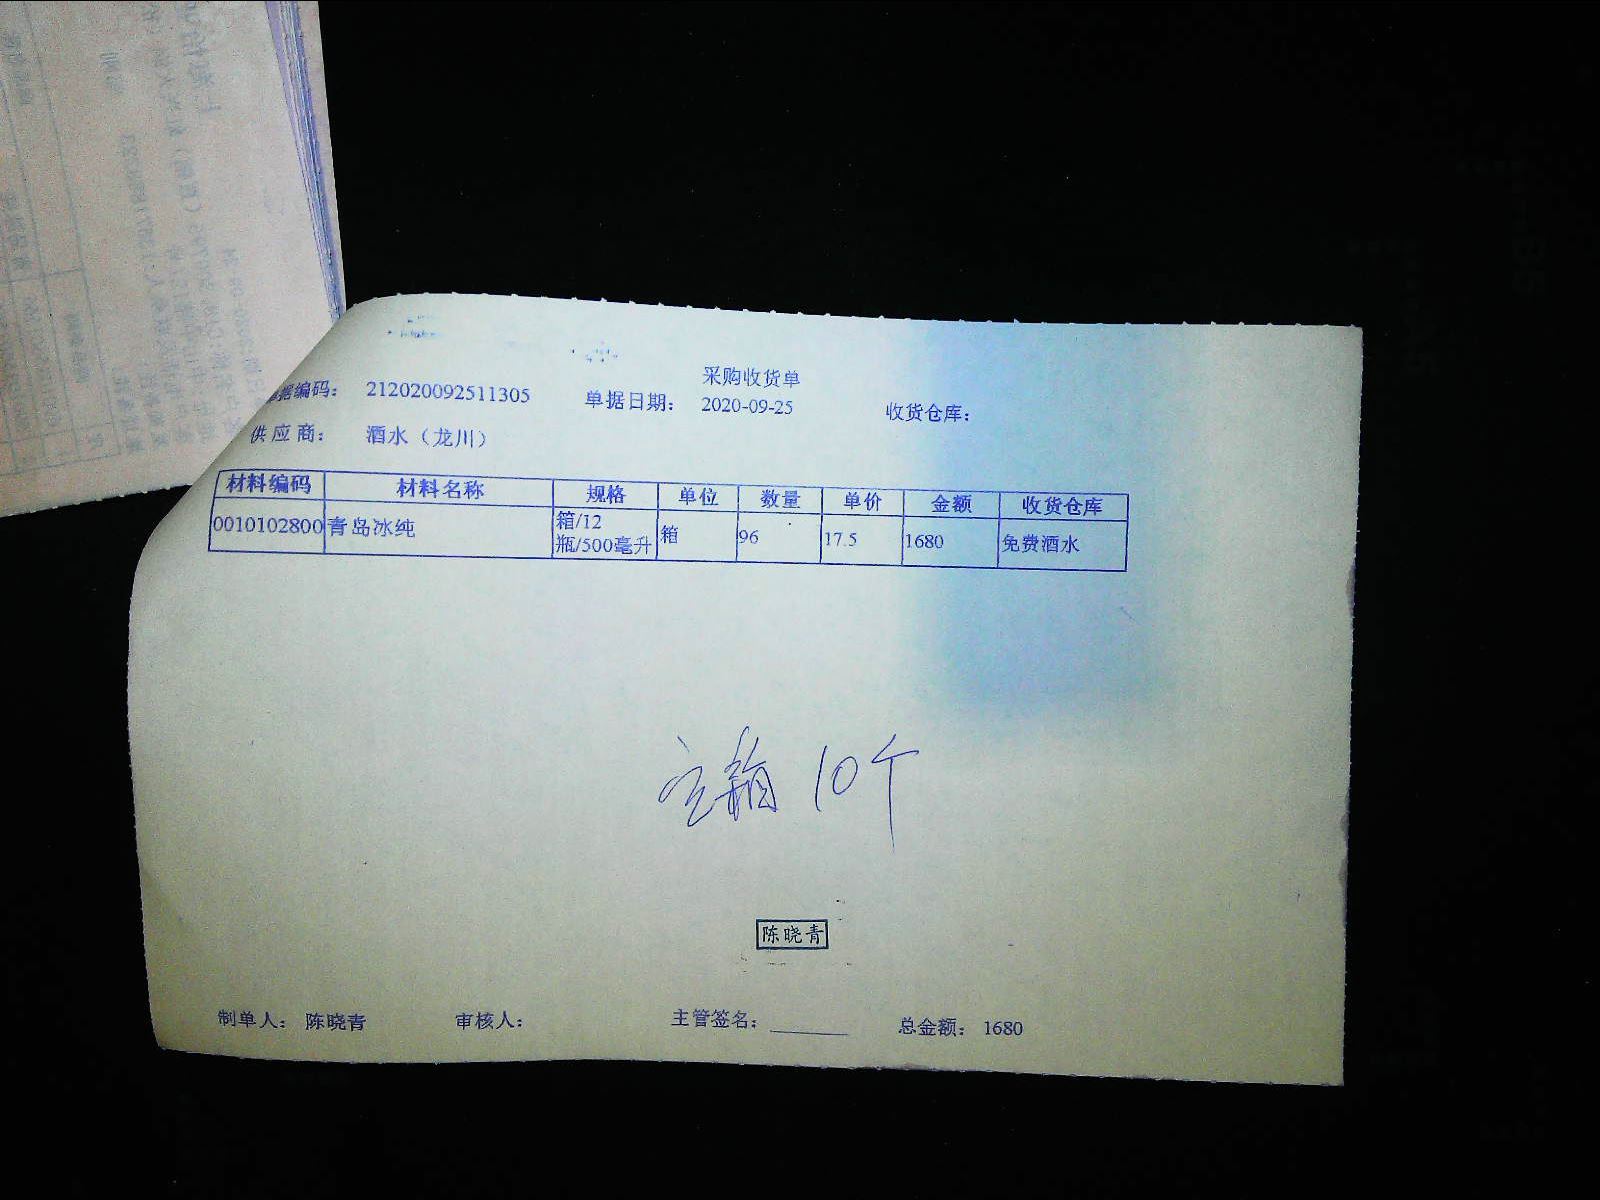 采购收货单
单据编码： 212020092511305 单据日期： 2020-09-25 收货仓库：
供应商： 酒水（龙川）
材料编码 材料名称 规格 单位 数量 单价 金额 收货仓库
0010102800 青岛冰纯 箱/12瓶/500毫升 箱 96 17.5 1680 免费酒水
空箱 10个
陈晓青
制单人： 陈晓青 审核人： 主管签名： 总金额： 1680